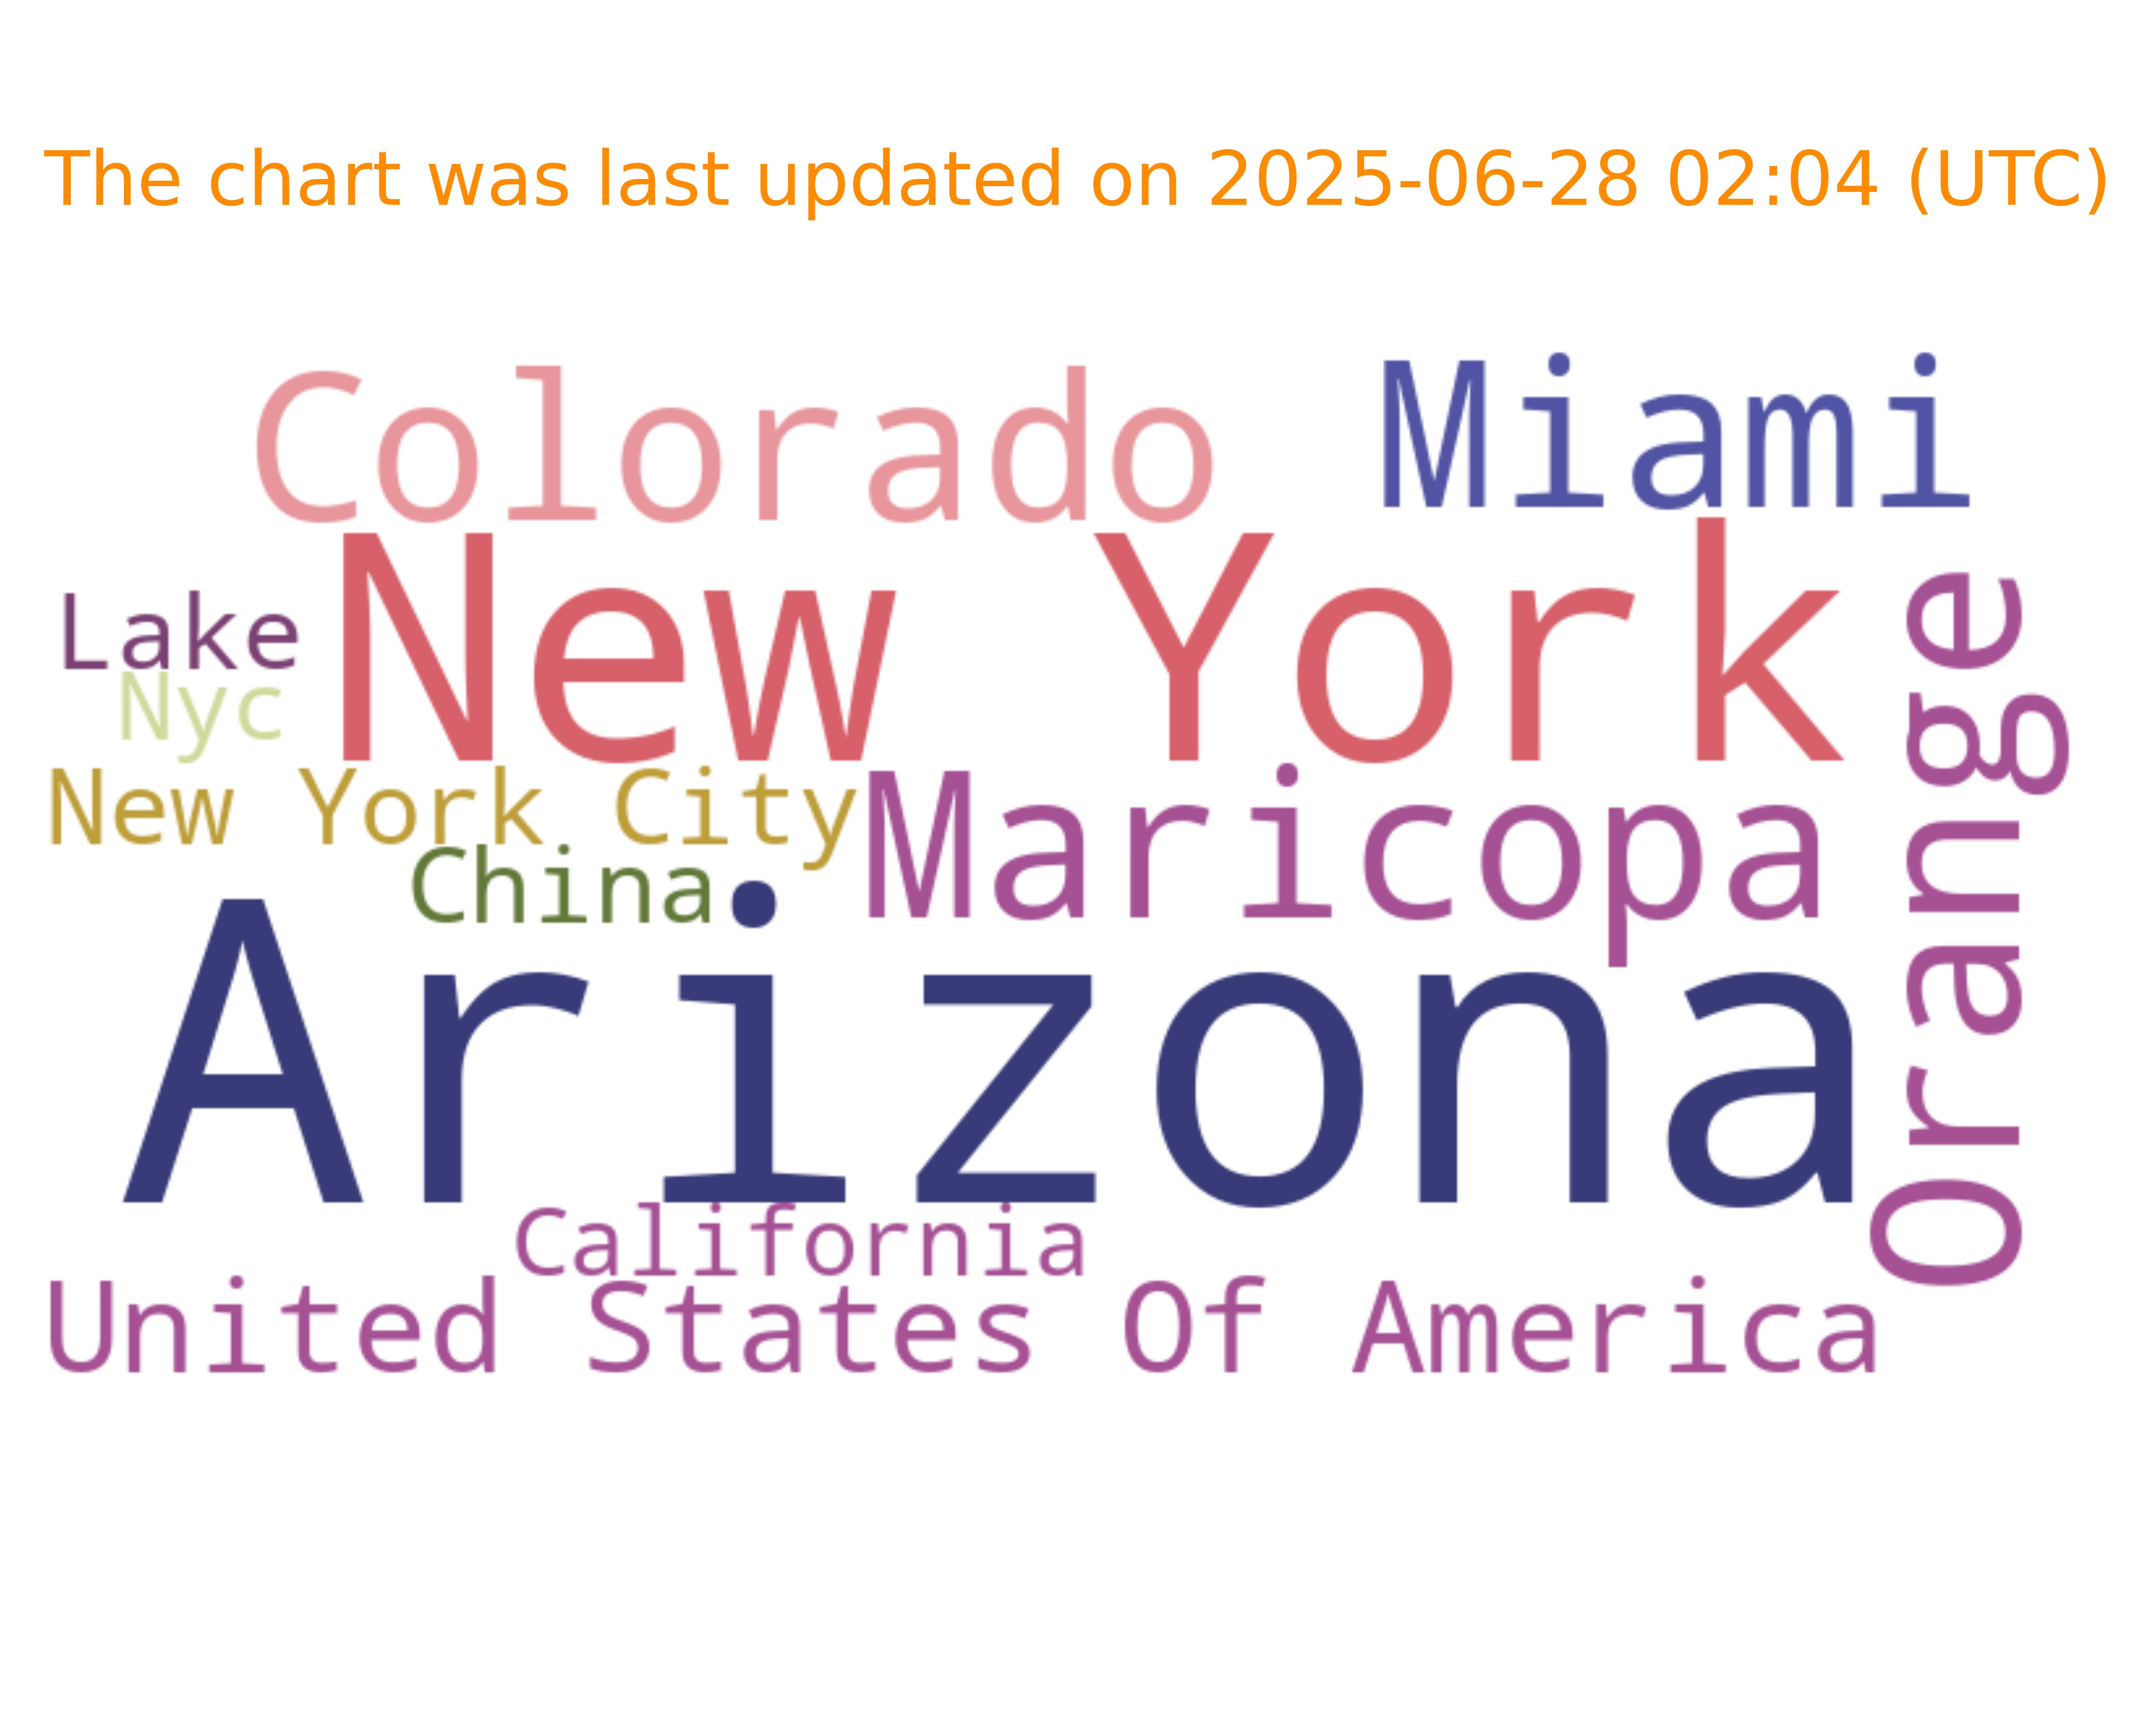 The chart was last updated on 2025-06-28 02:04 (UTC)
Colorado
Miami
New York
Lake
Nyc
New York City
Maricopa
Orange
China
Arizona
California
United States Of America